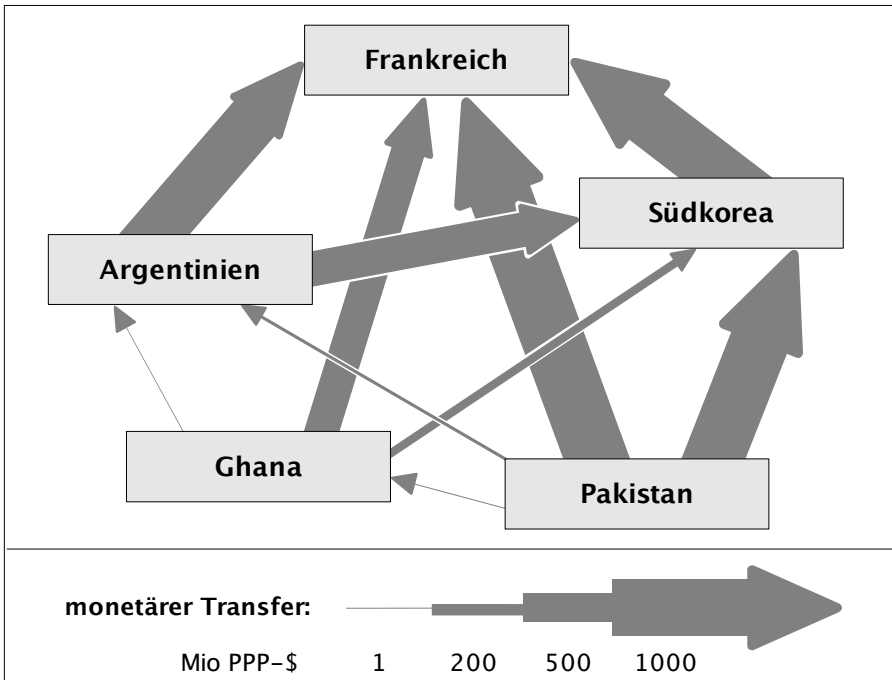 Frankreich
Südkorea
Argentinien
Ghana
Pakistan
monetärer Transfer:
Mio PPP-$ 1 200 500 1000